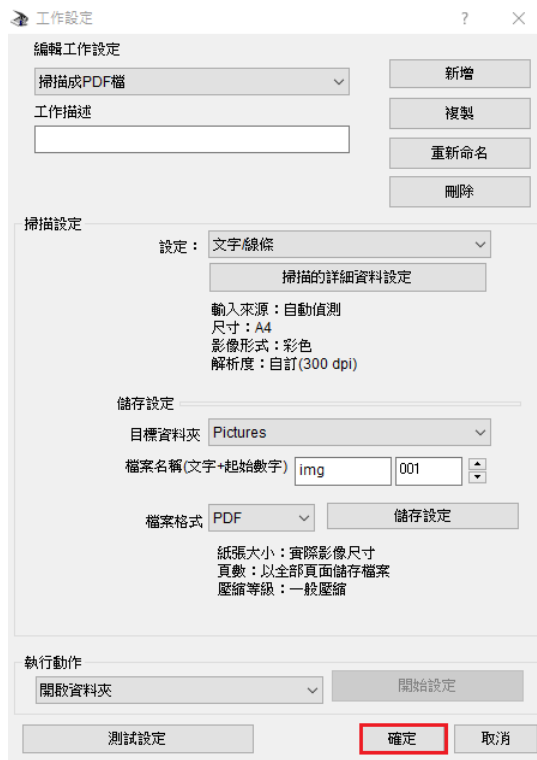 工作設定 ?
編輯工作設定
掃描成PDF檔
新增
工作描述
複製
重新命名
刪除
掃描設定
設定： 文字/線條
掃描的詳細資料設定
輸入來源：自動偵測
尺寸：A4
影像形式：彩色
解析度：自訂(300 dpi)
儲存設定
目標資料夾 Pictures
檔案名稱(文字+起始數字) img 001
檔案格式 PDF 儲存設定
紙張大小：實際影像尺寸
頁數：以全部頁面儲存檔案
壓縮等級：一般壓縮
執行動作
開啟資料夾 開始設定
測試設定 確定 取消